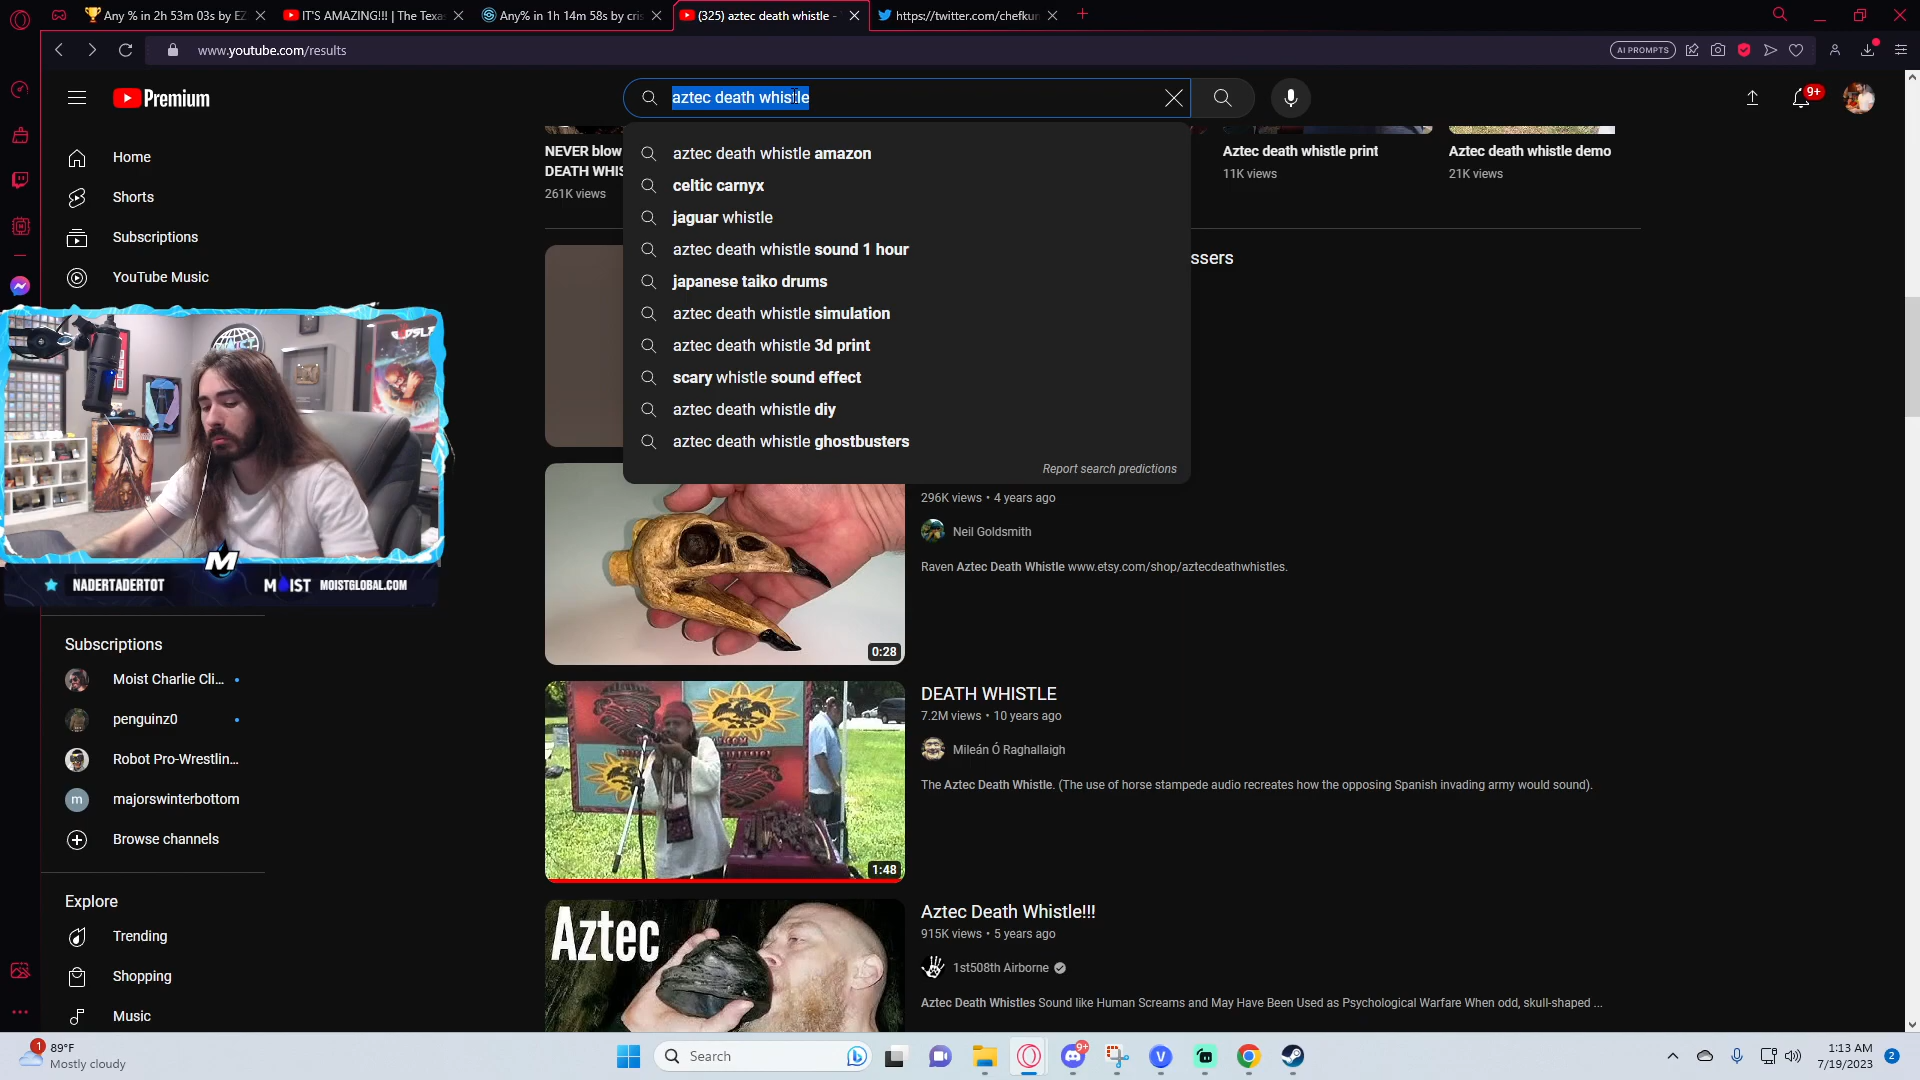 Any % in 2h 53m 03s by EZ
IT'S AMAZING!!! | The Texa
Any% in 1h 14m 58s by cris
(325) aztec death whistle -
https://twitter.com/chefkun
www.youtube.com/results
AI PROMPTS
Premium
aztec death whistle
9+
Home
Shorts
Subscriptions
YouTube Music
aztec death whistle amazon
celtic carnyx
jaguar whistle
aztec death whistle sound 1 hour
japanese taiko drums
aztec death whistle simulation
aztec death whistle 3d print
scary whistle sound effect
aztec death whistle diy
aztec death whistle ghostbusters
Report search predictions
NEVER blow
DEATH WHIS
261K views
Aztec death whistle print
11K views
Aztec death whistle demo
21K views
ssers
NADERTADERTOT
M
MOIST
MOISTGLOBAL.COM
296K views • 4 years ago
Neil Goldsmith
Raven Aztec Death Whistle www.etsy.com/shop/aztecdeathwhistles.
0:28
Subscriptions
Moist Charlie Cli...
penguinz0
Robot Pro-Wrestlin...
m
majorswinterbottom
Browse channels
DEATH WHISTLE
7.2M views • 10 years ago
Mileán Ó Raghallaigh
The Aztec Death Whistle. (The use of horse stampede audio recreates how the opposing Spanish invading army would sound).
1:48
Explore
Trending
Shopping
Music
Aztec
Aztec Death Whistle!!!
915K views • 5 years ago
1st508th Airborne
Aztec Death Whistles Sound like Human Screams and May Have Been Used as Psychological Warfare When odd, skull-shaped ...
1
89°F
Mostly cloudy
Search
9+
V
1:13 AM
7/19/2023
2